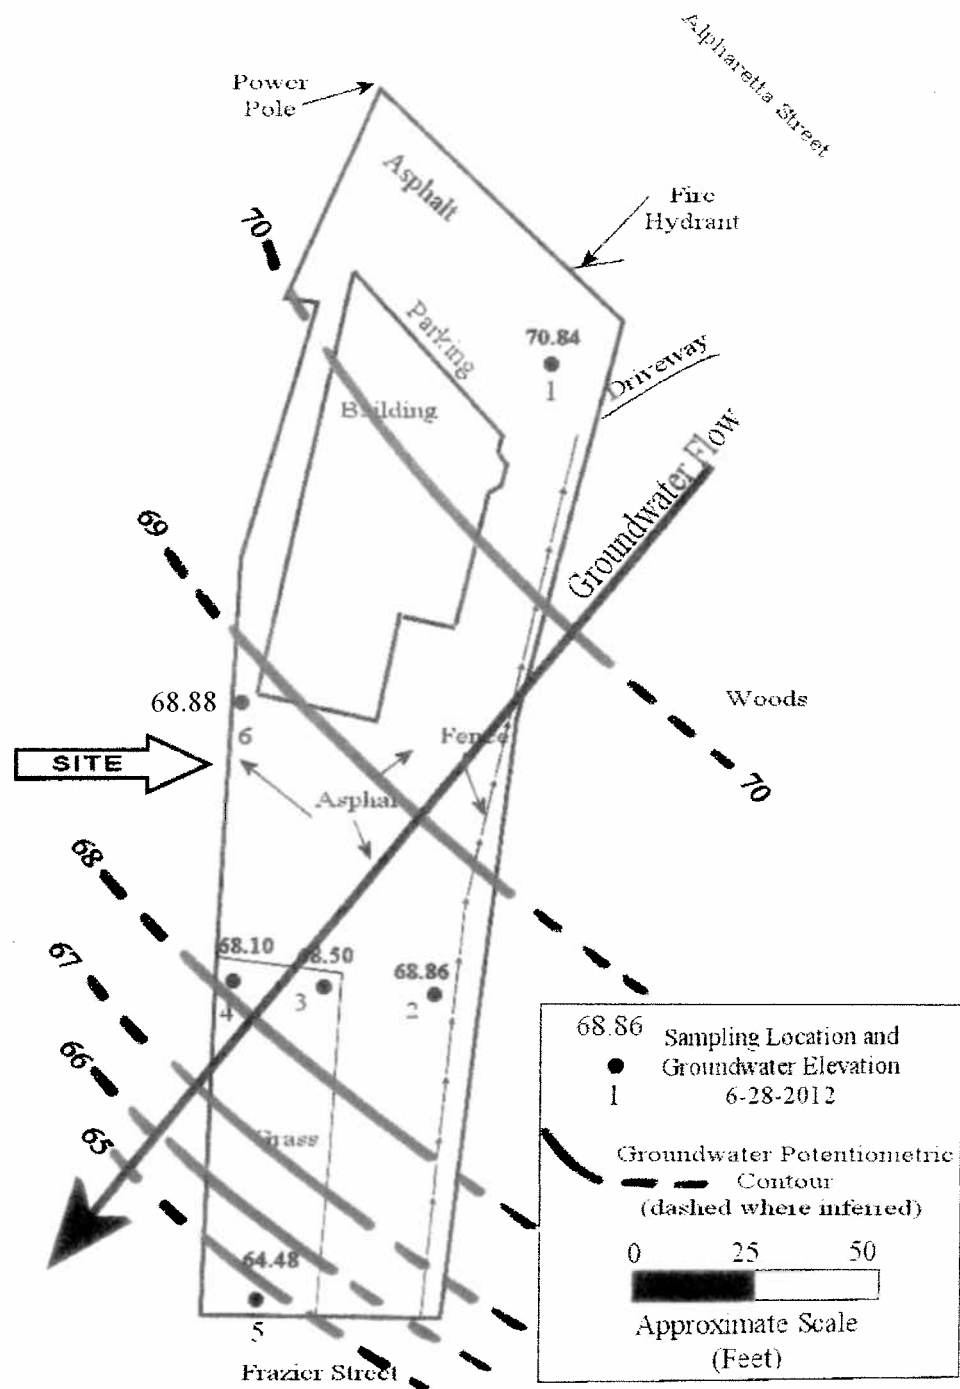 Alpharetta Street
Power
Pole
Asphalt
Fire
Hydrant
70
Parking
70.84
1
Driveway
Building
Groundwater Flow
69
68.88
6
Woods
SITE
Fence
70
Asphalt
68
67
68.10
68.50
68.86
4
3
2
66
65
Grass
64.48
5
Frazier Street
68.86
Sampling Location and
Groundwater Elevation
1
6-28-2012
Groundwater Potentiometric
Contour
(dashed where inferred)
0 25 50
Approximate Scale
(Feet)